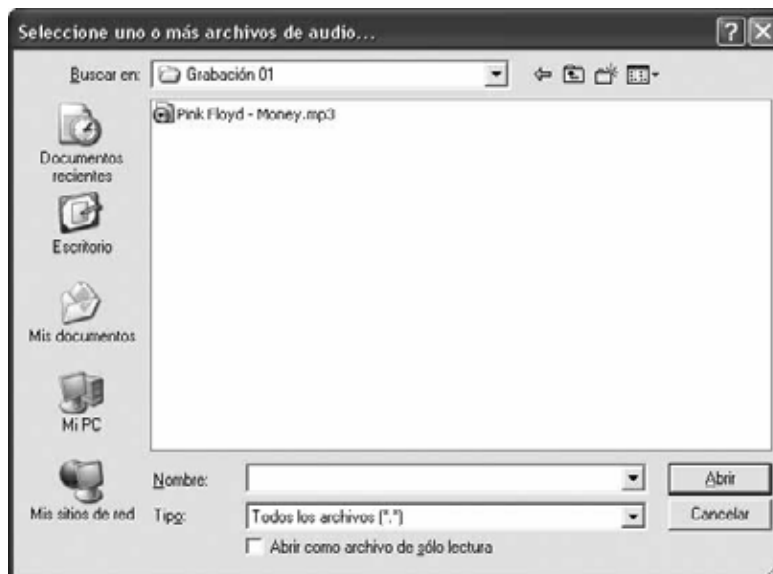 Seleccione uno o más archivos de audio...
Buscar en: Grabación 01
Pink Floyd - Money.mp3
Documentos
recientes
Escritorio
Mis documentos
Mi PC
Mis sitios de red
Nombre:
Abrir
Tipo: Todos los archivos (*.*)
Cancelar
Abrir como archivo de sólo lectura